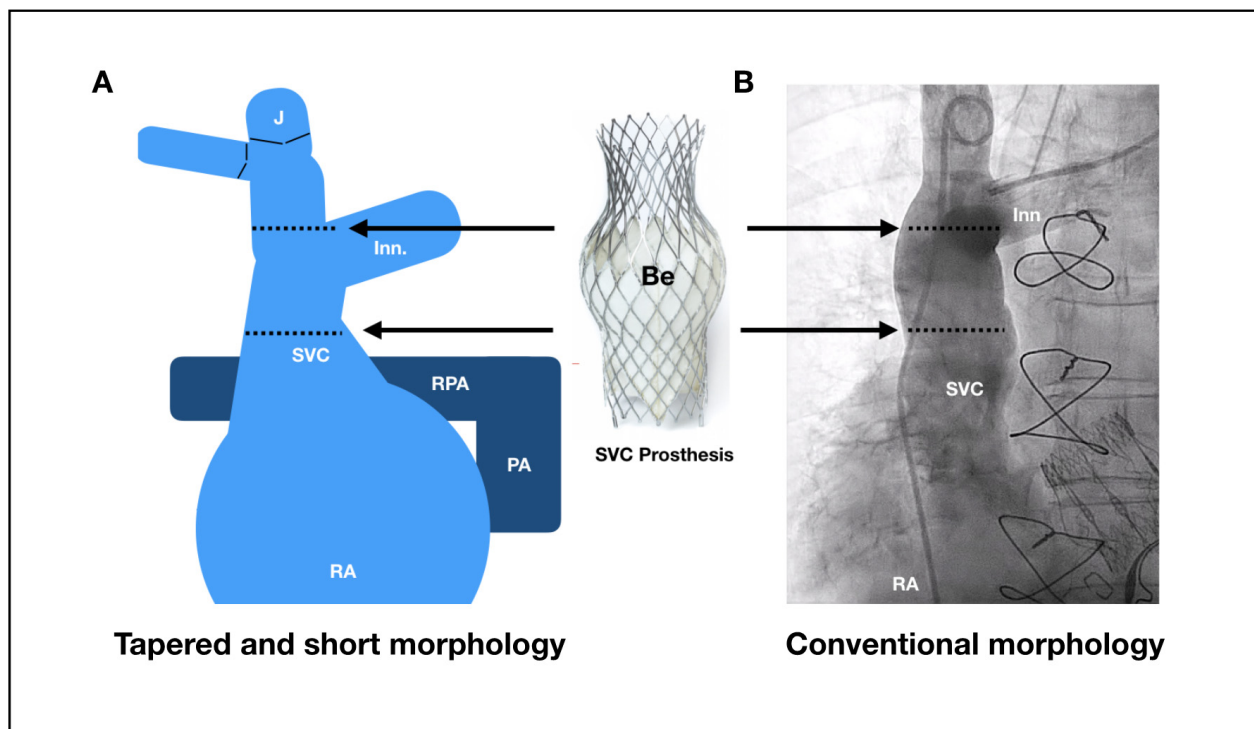 A
B
J
Inn.
Inn
Be
SVC
RPA
SVC
SVC Prosthesis
PA
RA
RA
Tapered and short morphology
Conventional morphology